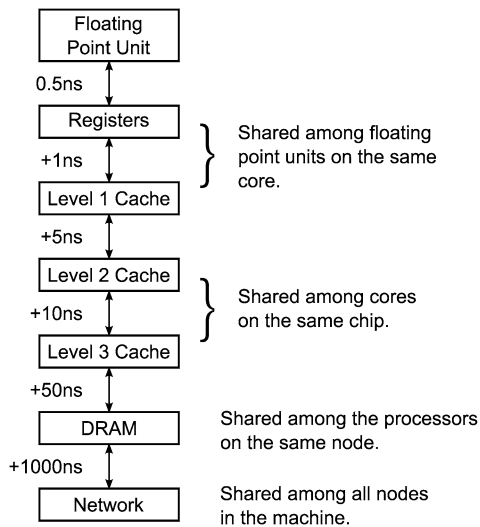 Floating
Point Unit
0.5ns
Registers
+1ns
Shared among floating
point units on the same
core.
Level 1 Cache
+5ns
Level 2 Cache
+10ns
Shared among cores
on the same chip.
Level 3 Cache
+50ns
DRAM
Shared among the processors
on the same node.
+1000ns
Network
Shared among all nodes
in the machine.